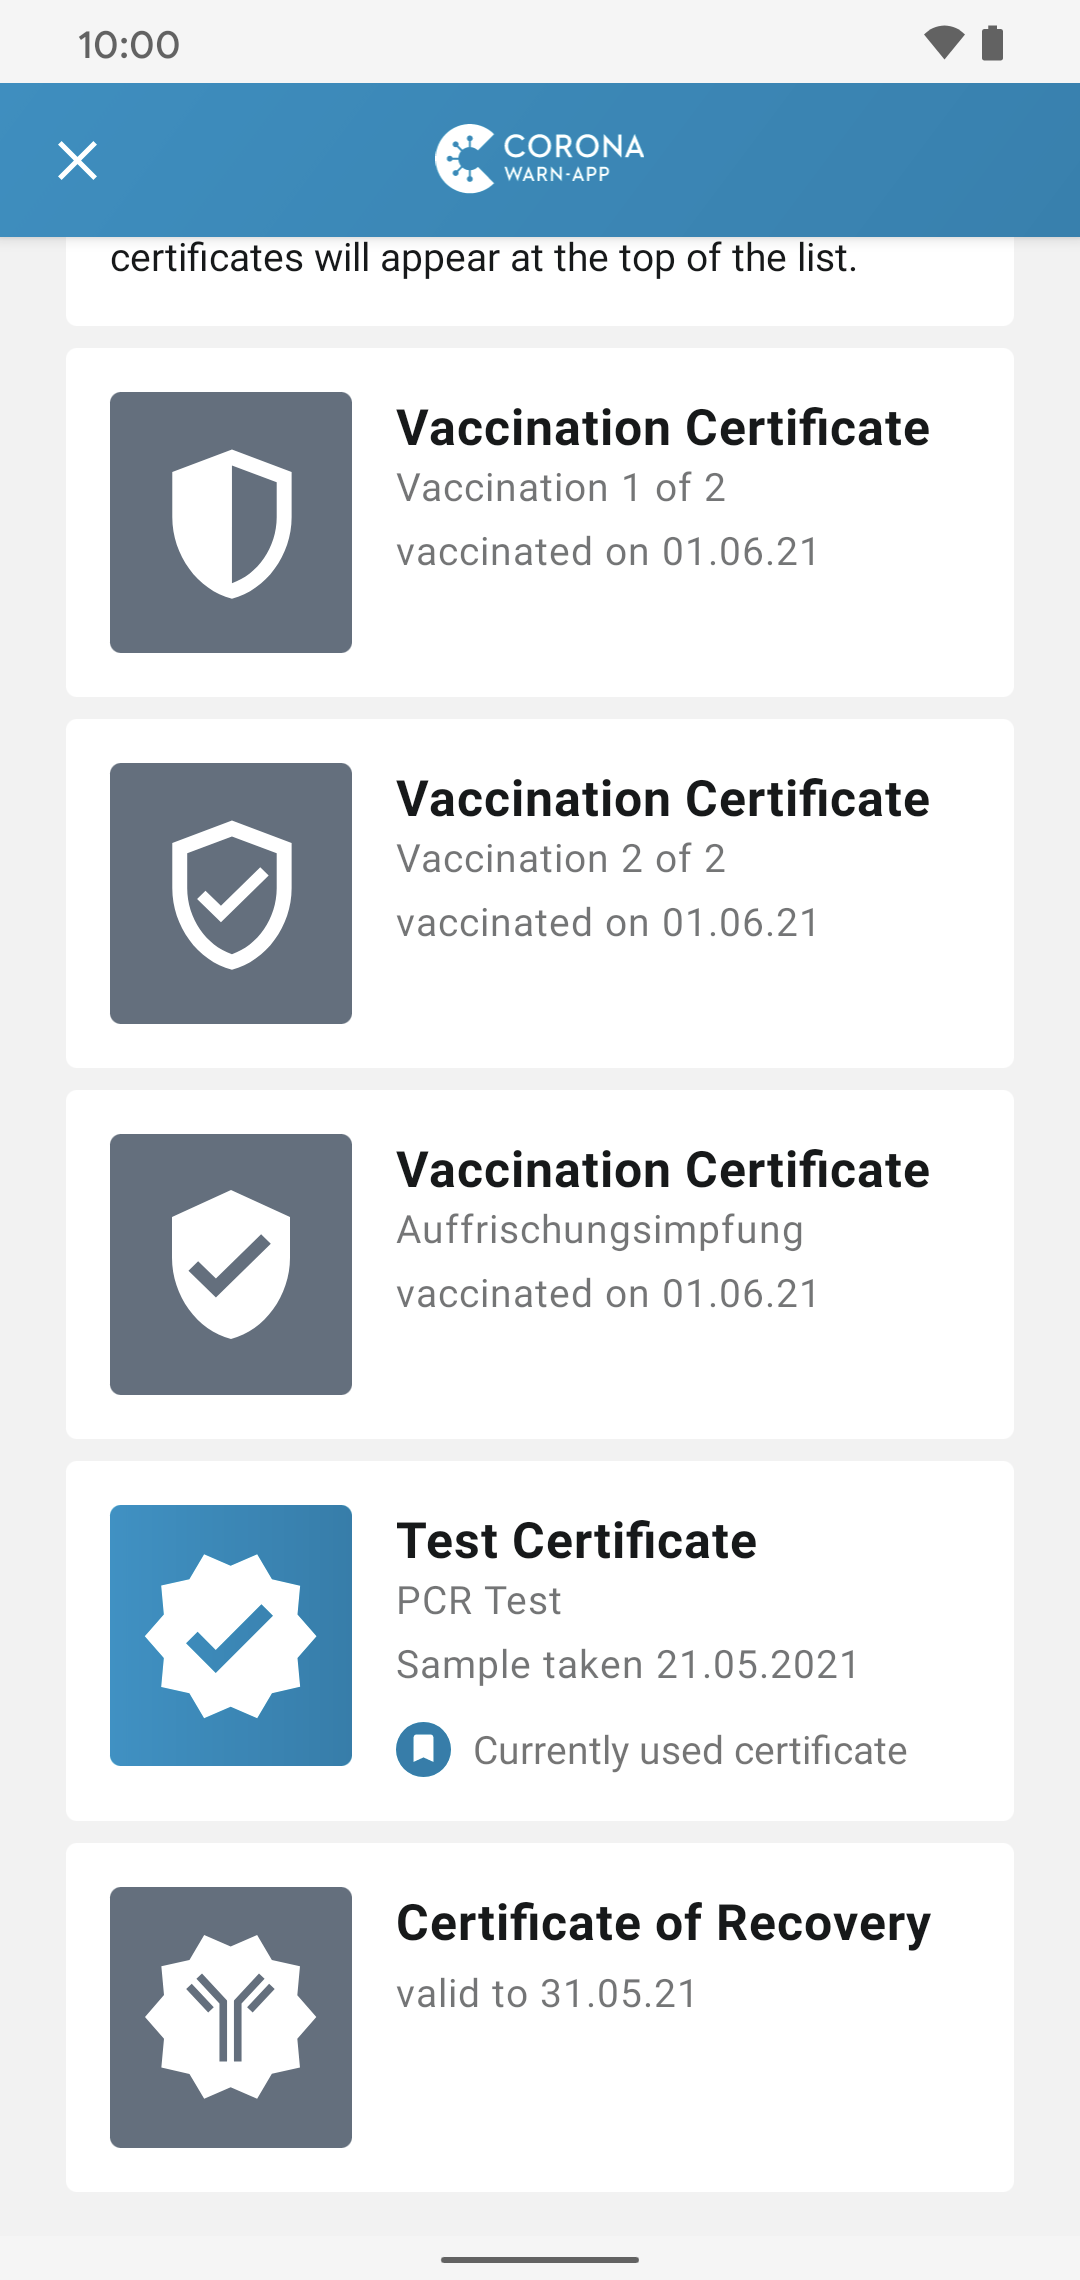 10:00
CORONA
WARN-APP
certificates will appear at the top of the list.
Vaccination Certificate
Vaccination 1 of 2
vaccinated on 01.06.21
Vaccination Certificate
Vaccination 2 of 2
vaccinated on 01.06.21
Vaccination Certificate
Auffrischungsimpfung
vaccinated on 01.06.21
Test Certificate
PCR Test
Sample taken 21.05.2021
Currently used certificate
Certificate of Recovery
valid to 31.05.21